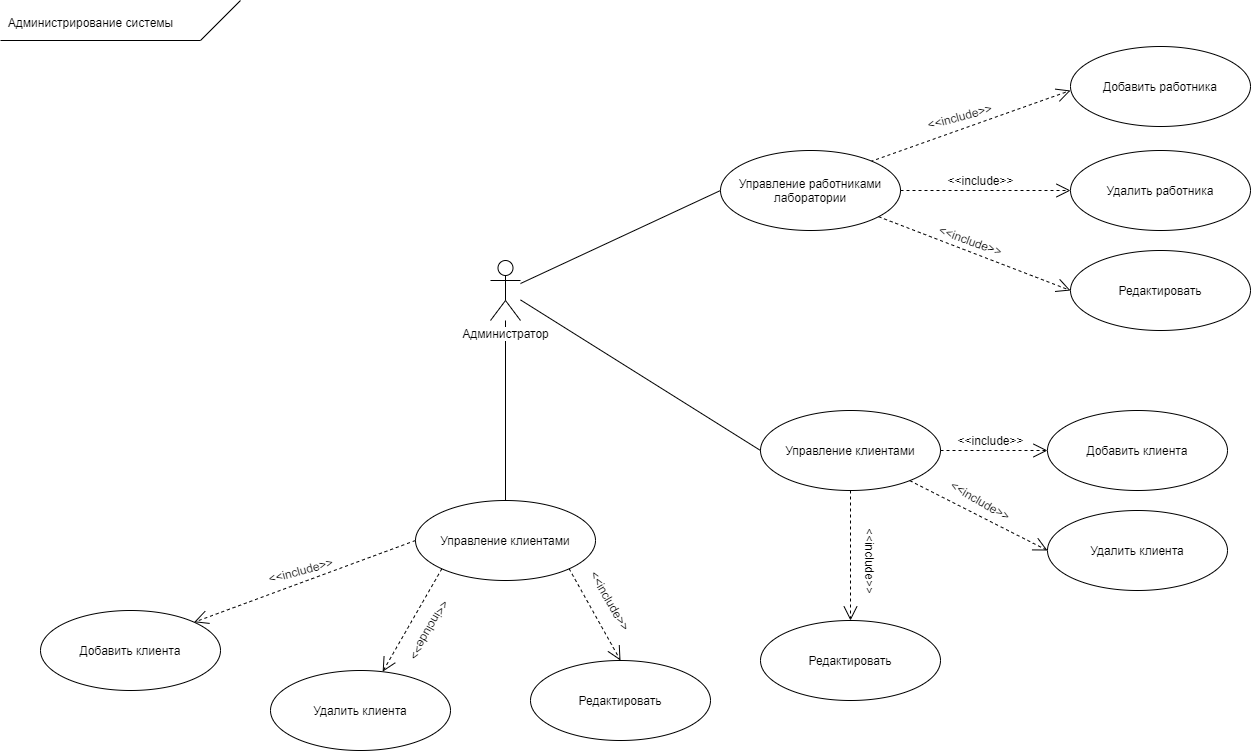 Администрирование системы
Добавить работника
<<include>>
Управление работниками
лаборатории
<<include>>
Удалить работника
<<include>>
Редактировать
Администратор
Управление клиентами
<<include>>
Добавить клиента
<<include>>
Удалить клиента
<<include>>
Редактировать
Управление клиентами
<<include>>
Добавить клиента
<<include>>
Удалить клиента
<<include>>
Редактировать